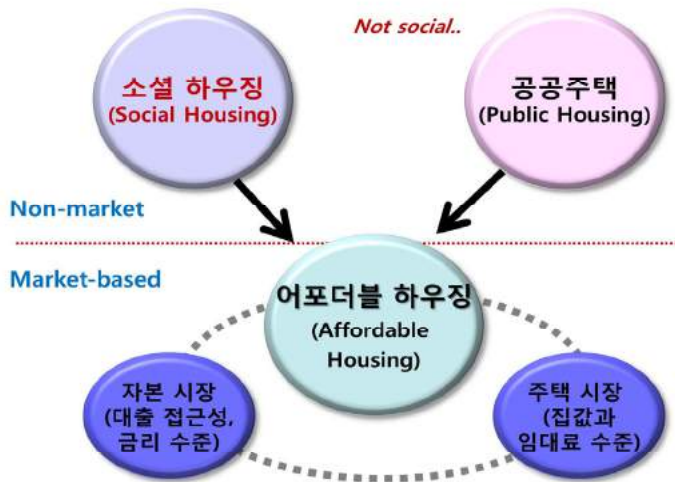 Not social..
소셜 하우징
(Social Housing)
공공주택
(Public Housing)
Non-market
Market-based
어포더블 하우징
(Affordable
Housing)
자본 시장
(대출 접근성,
금리 수준)
주택 시장
(집값과
임대료 수준)